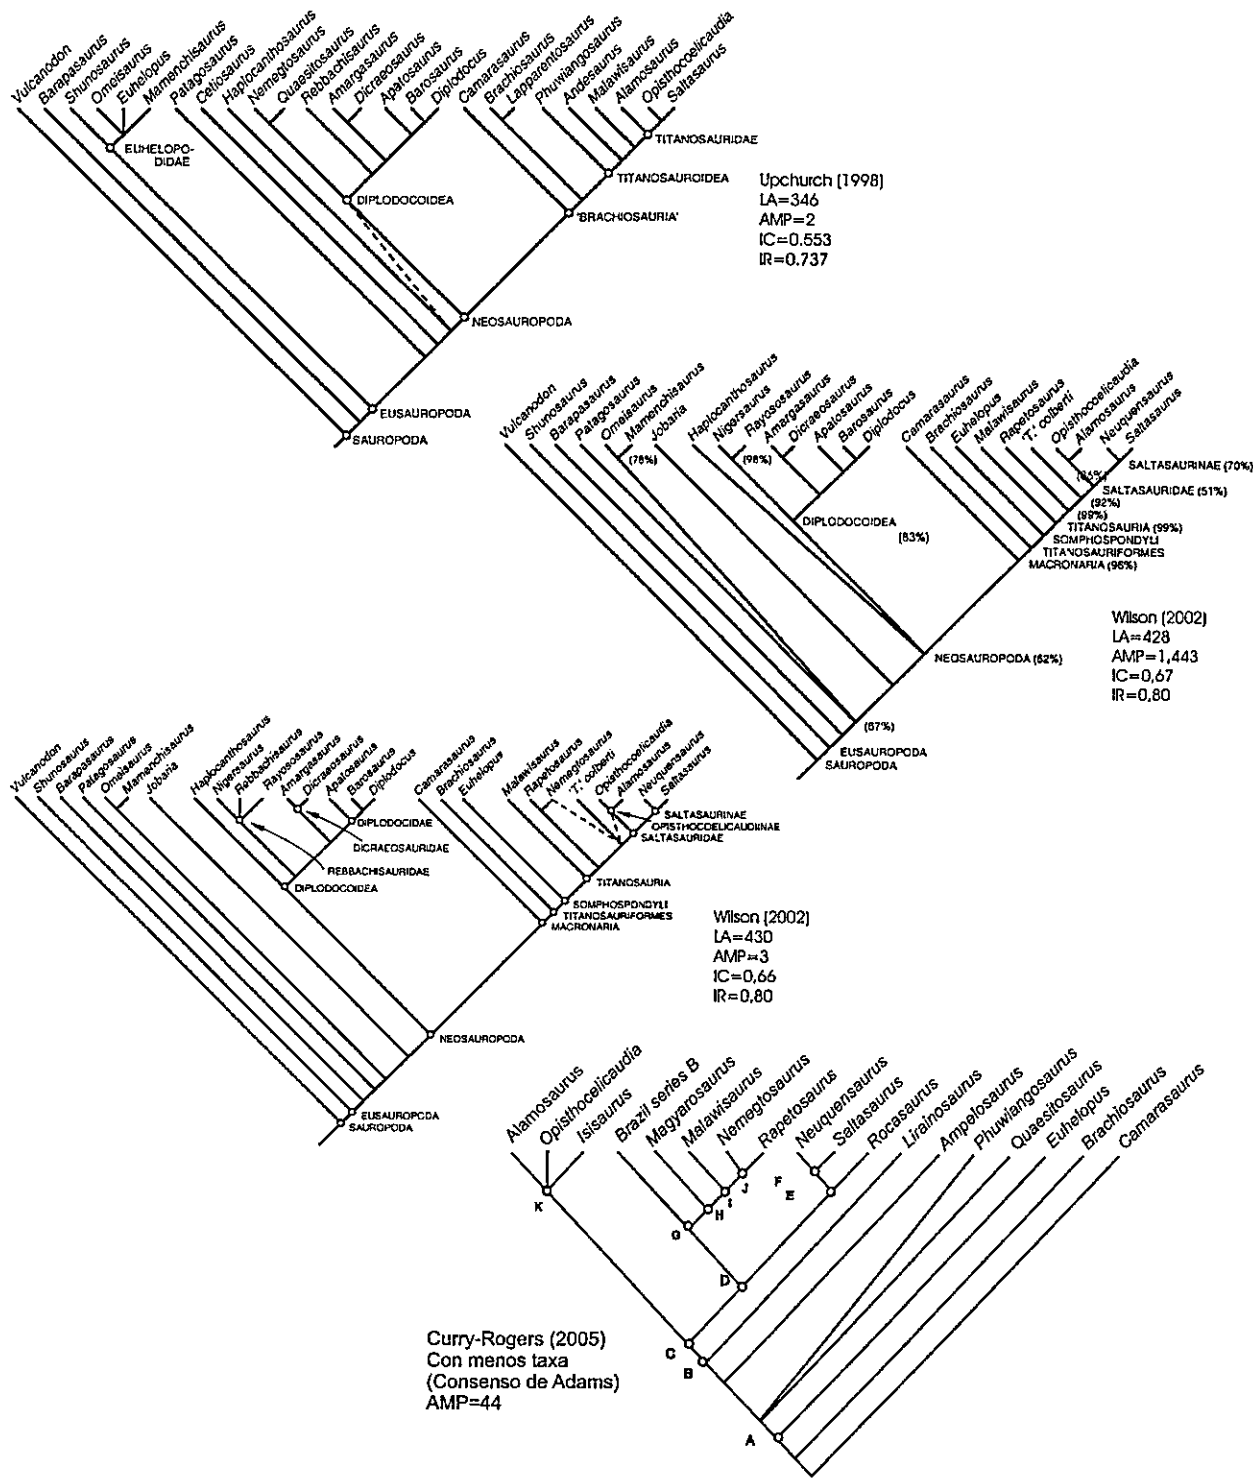 Vulcanodon
Barapasaurus
Shunosaurus
Omeisaurus
Euhelopus
Mamenchisaurus
Patagosaurus
Cetiosaurus
Haplocanthosaurus
Nemegtosaurus
Quaesitosaurus
Rebbachisaurus
Amargasaurus
Dicraeosaurus
Apatosaurus
Barosaurus
Diplodocus
Camarasaurus
Brachiosaurus
Lapparentosaurus
Phuwiangosaurus
Andesaurus
Malawisaurus
Alamosaurus
Opisthocoelicaudia
Saltasaurus
EUHELOPO-
DIDAE
TITANOSAURIDAE
TITANOSAUROIDEA
DIPLODOCOIDEA
'BRACHIOSAURIA'
NEOSAUROPODA
EUSAUROPODA
SAUROPODA
Upchurch (1998)
LA=346
AMP=2
IC=0.553
IR=0.737
Vulcanodon
Shunosaurus
Barapasaurus
Patagosaurus
Omeisaurus
Mamenchisaurus
Jobaria
Haplocanthosaurus
Nigersaurus
Rayososaurus
Amargasaurus
Dicraeosaurus
Apatosaurus
Barosaurus
Diplodocus
Camarasaurus
Brachiosaurus
Euhelopus
Malawisaurus
Rapetosaurus
'T.' colberti
Opisthocoelicaudia
Alamosaurus
Neuquensaurus
Saltasaurus
(78%)
(98%)
SALTASAURINAE (70%)
SALTASAURIDAE (51%)
(92%)
(99%)
TITANOSAURIA (99%)
SOMPHOSPONDYLI
TITANOSAURIFORMES
MACRONARIA (96%)
DIPLODOCOIDEA
(83%)
NEOSAUROPODA (62%)
(67%)
EUSAUROPODA
SAUROPODA
Wilson (2002)
LA=428
AMP=1,443
IC=0,67
IR=0,80
Vulcanodon
Shunosaurus
Barapasaurus
Patagosaurus
Omeisaurus
Mamenchisaurus
Jobaria
Haplocanthosaurus
Nigersaurus
Rebbachisaurus
Rayososaurus
Amargasaurus
Dicraeosaurus
Apatosaurus
Barosaurus
Diplodocus
Camarasaurus
Brachiosaurus
Euhelopus
Malawisaurus
Rapetosaurus
Nemegtosaurus
'T.' colberti
Opisthocoelicaudia
Alamosaurus
Neuquensaurus
Saltasaurus
SALTASAURINAE
OPISTHOCOELICAUDIINAE
SALTASAURIDAE
DIPLODOCIDAE
DICRAEOSAURIDAE
REBBACHISAURIDAE
DIPLODOCOIDEA
TITANOSAURIA
SOMPHOSPONDYLI
TITANOSAURIFORMES
MACRONARIA
NEOSAUROPODA
EUSAUROPODA
SAUROPODA
Wilson (2002)
LA=430
AMP=3
IC=0,66
IR=0,80
Alamosaurus
Opisthocelicaudia
Isisaurus
Brazil series B
Magyarosaurus
Malawisaurus
Nemegtosaurus
Rapetosaurus
Neuquensaurus
Saltasaurus
Rocasaurus
Lirainosaurus
Ampelosaurus
Phuwiangosaurus
Quaesitosaurus
Euhelopus
Brachiosaurus
Camarasaurus
K
G
H
I
J
F
E
D
C
B
A
Curry-Rogers (2005)
Con menos taxa
(Consenso de Adams)
AMP=44